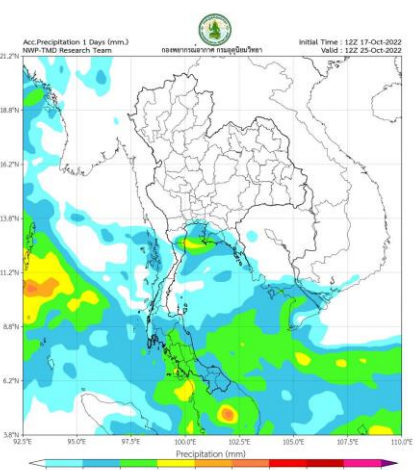 Acc.Precipitation 1 Days (mm.)
NWP-TMD Research Team
กองพยากรณ์อากาศ กรมอุตุนิยมวิทยา
Initial Time : 12Z 17-Oct-2022
Valid : 12Z 25-Oct-2022
21.2°N
18.8°N
16.2°N
13.8°N
11.2°N
8.8°N
6.2°N
3.8°N
92.5°E 95.0°E 97.5°E 100.0°E 102.5°E 105.0°E 107.5°E 110.0°E
Precipitation (mm)